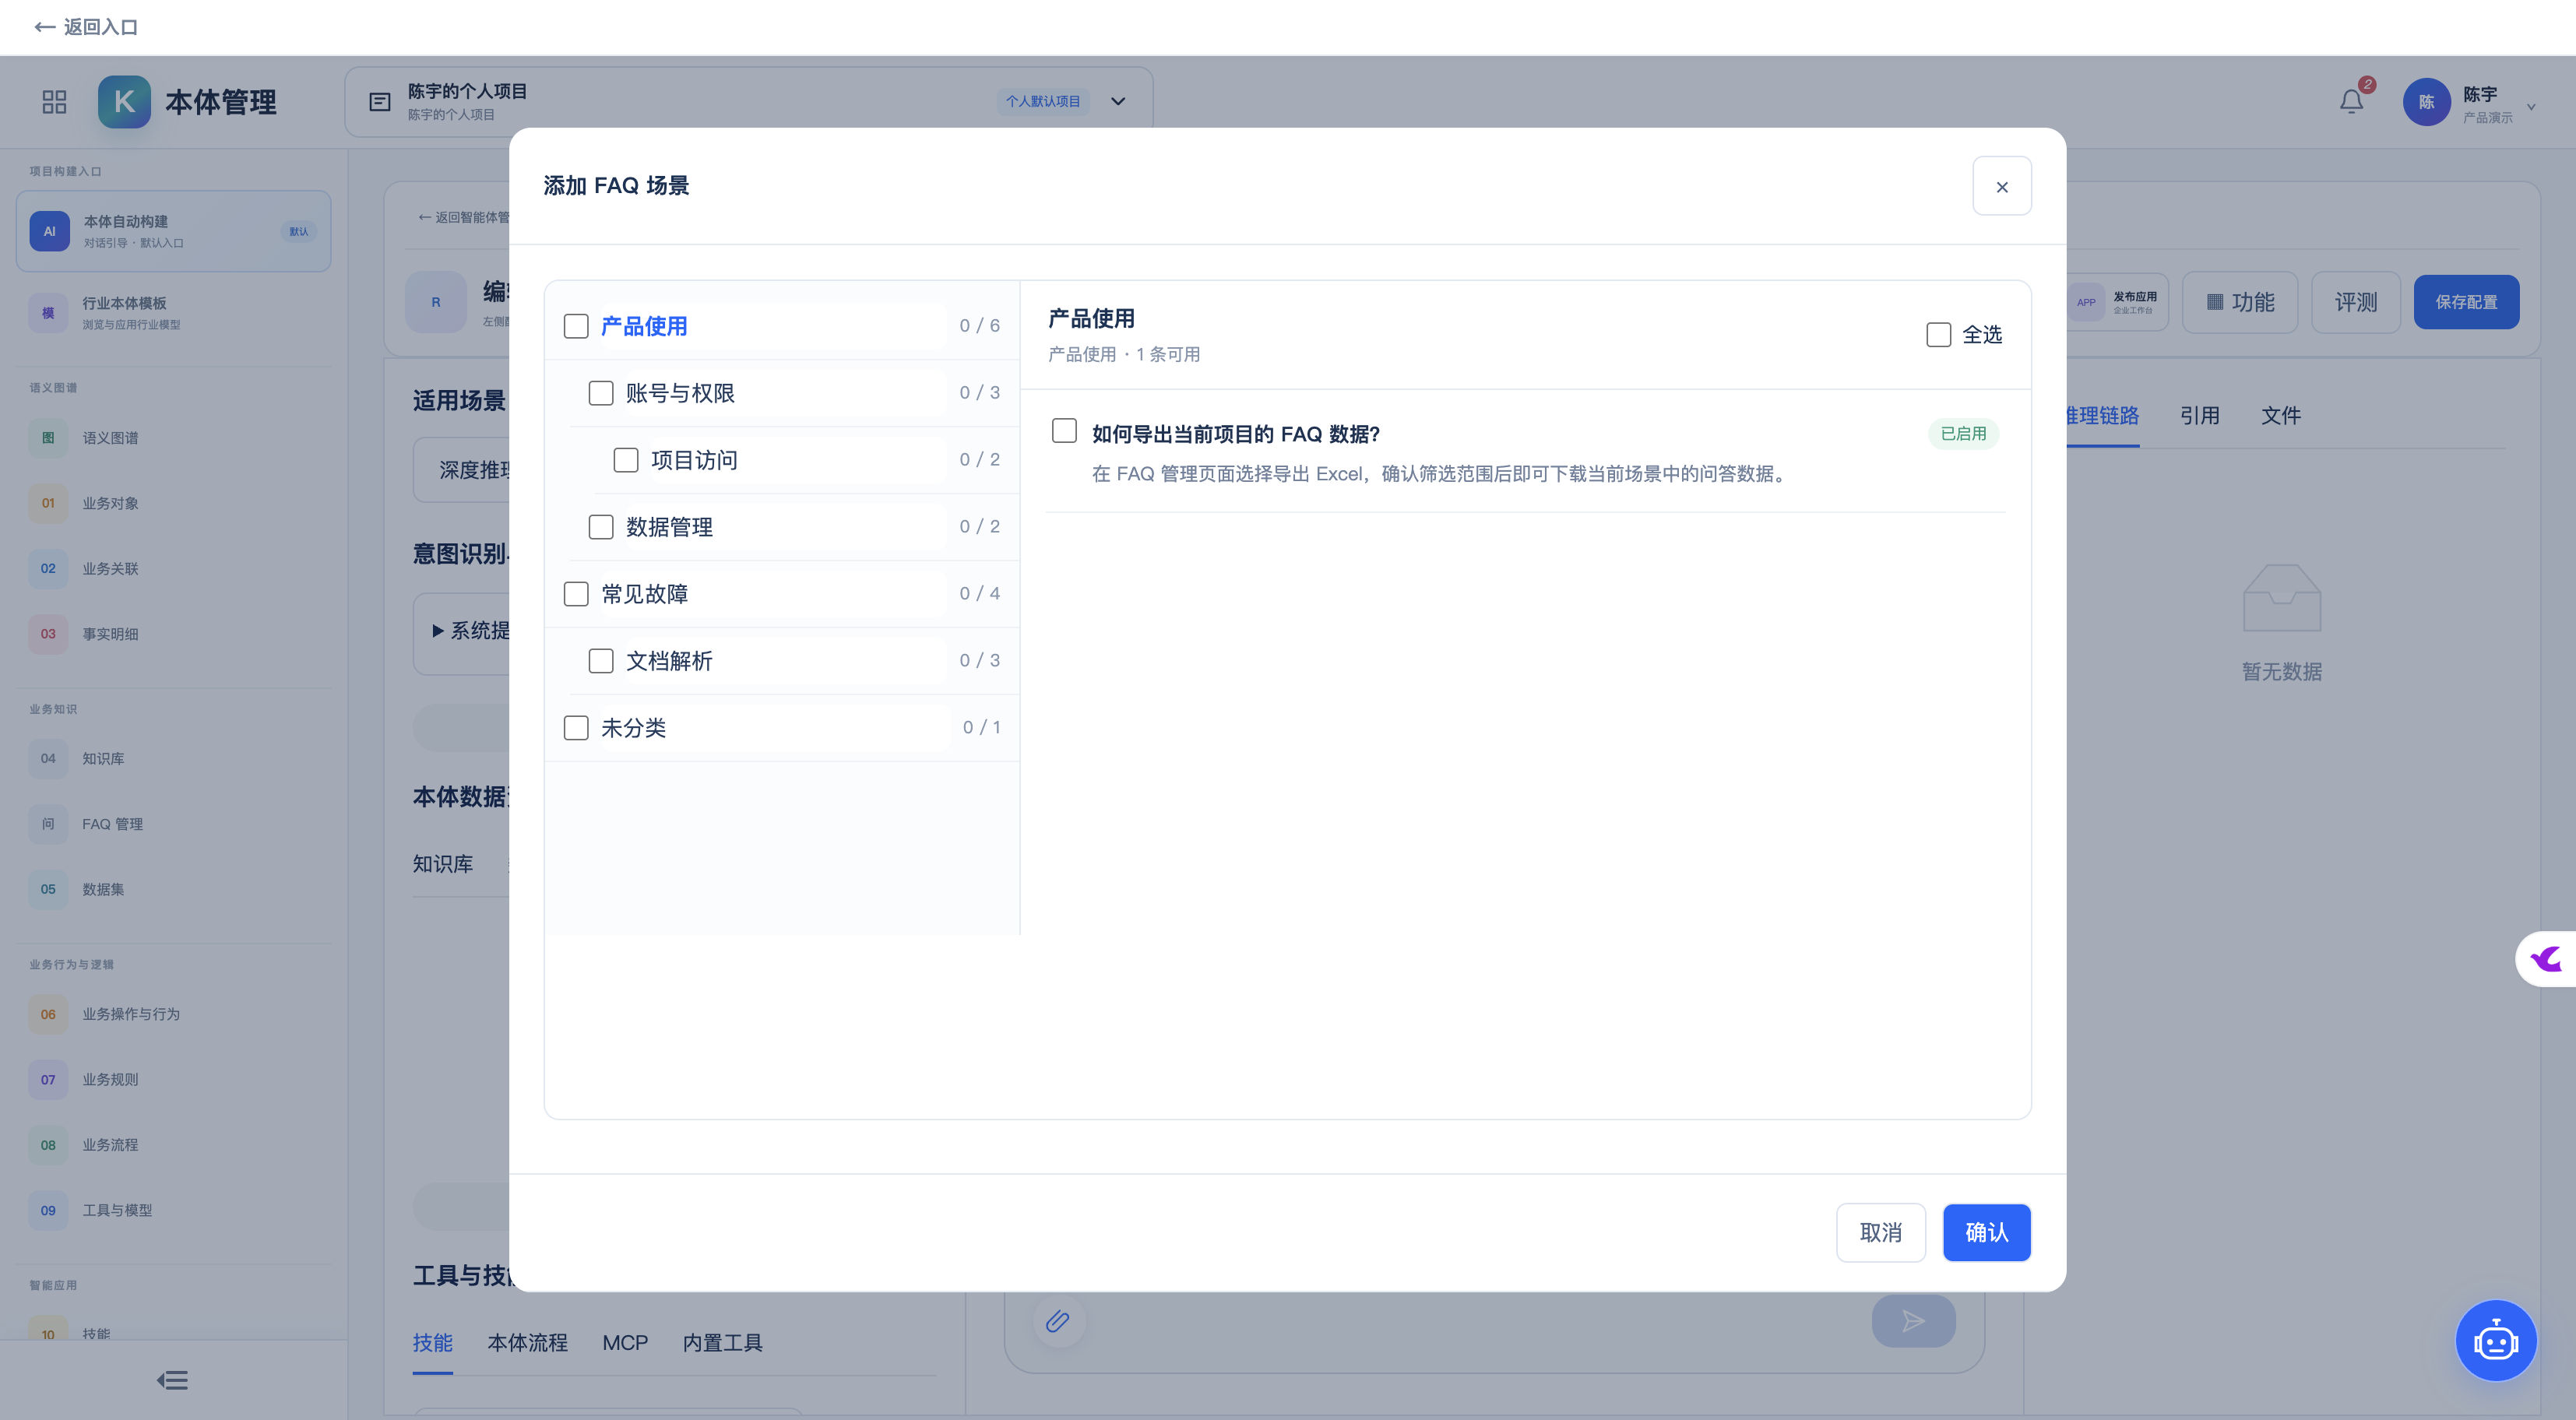 ← 返回入口
K 本体管理
陈宇的个人项目
陈宇的个人项目
个人默认项目
2
陈
陈宇
产品演示
项目构建入口
AI
本体自动构建
对话引导 · 默认入口
默认
模
行业本体模板
浏览与应用行业模型
语义图谱
图 语义图谱
01 业务对象
02 业务关联
03 事实明细
业务知识
04 知识库
问 FAQ 管理
05 数据集
业务行为与逻辑
06 业务操作与行为
07 业务规则
08 业务流程
09 工具与模型
智能应用
10 技能
← 返回智能体管
R
编辑
左侧
APP
发布应用
企业工作台
功能
评测
保存配置
适用场景
深度推理
意图识别
系统提
本体数据
知识库
工具与技能
技能 本体流程 MCP 内置工具
推理链路 引用 文件
暂无数据
添加 FAQ 场景
×
产品使用 0 / 6
账号与权限 0 / 3
项目访问 0 / 2
数据管理 0 / 2
常见故障 0 / 4
文档解析 0 / 3
未分类 0 / 1
产品使用
产品使用 · 1 条可用
全选
如何导出当前项目的 FAQ 数据?
已启用
在 FAQ 管理页面选择导出 Excel，确认筛选范围后即可下载当前场景中的问答数据。
取消
确认